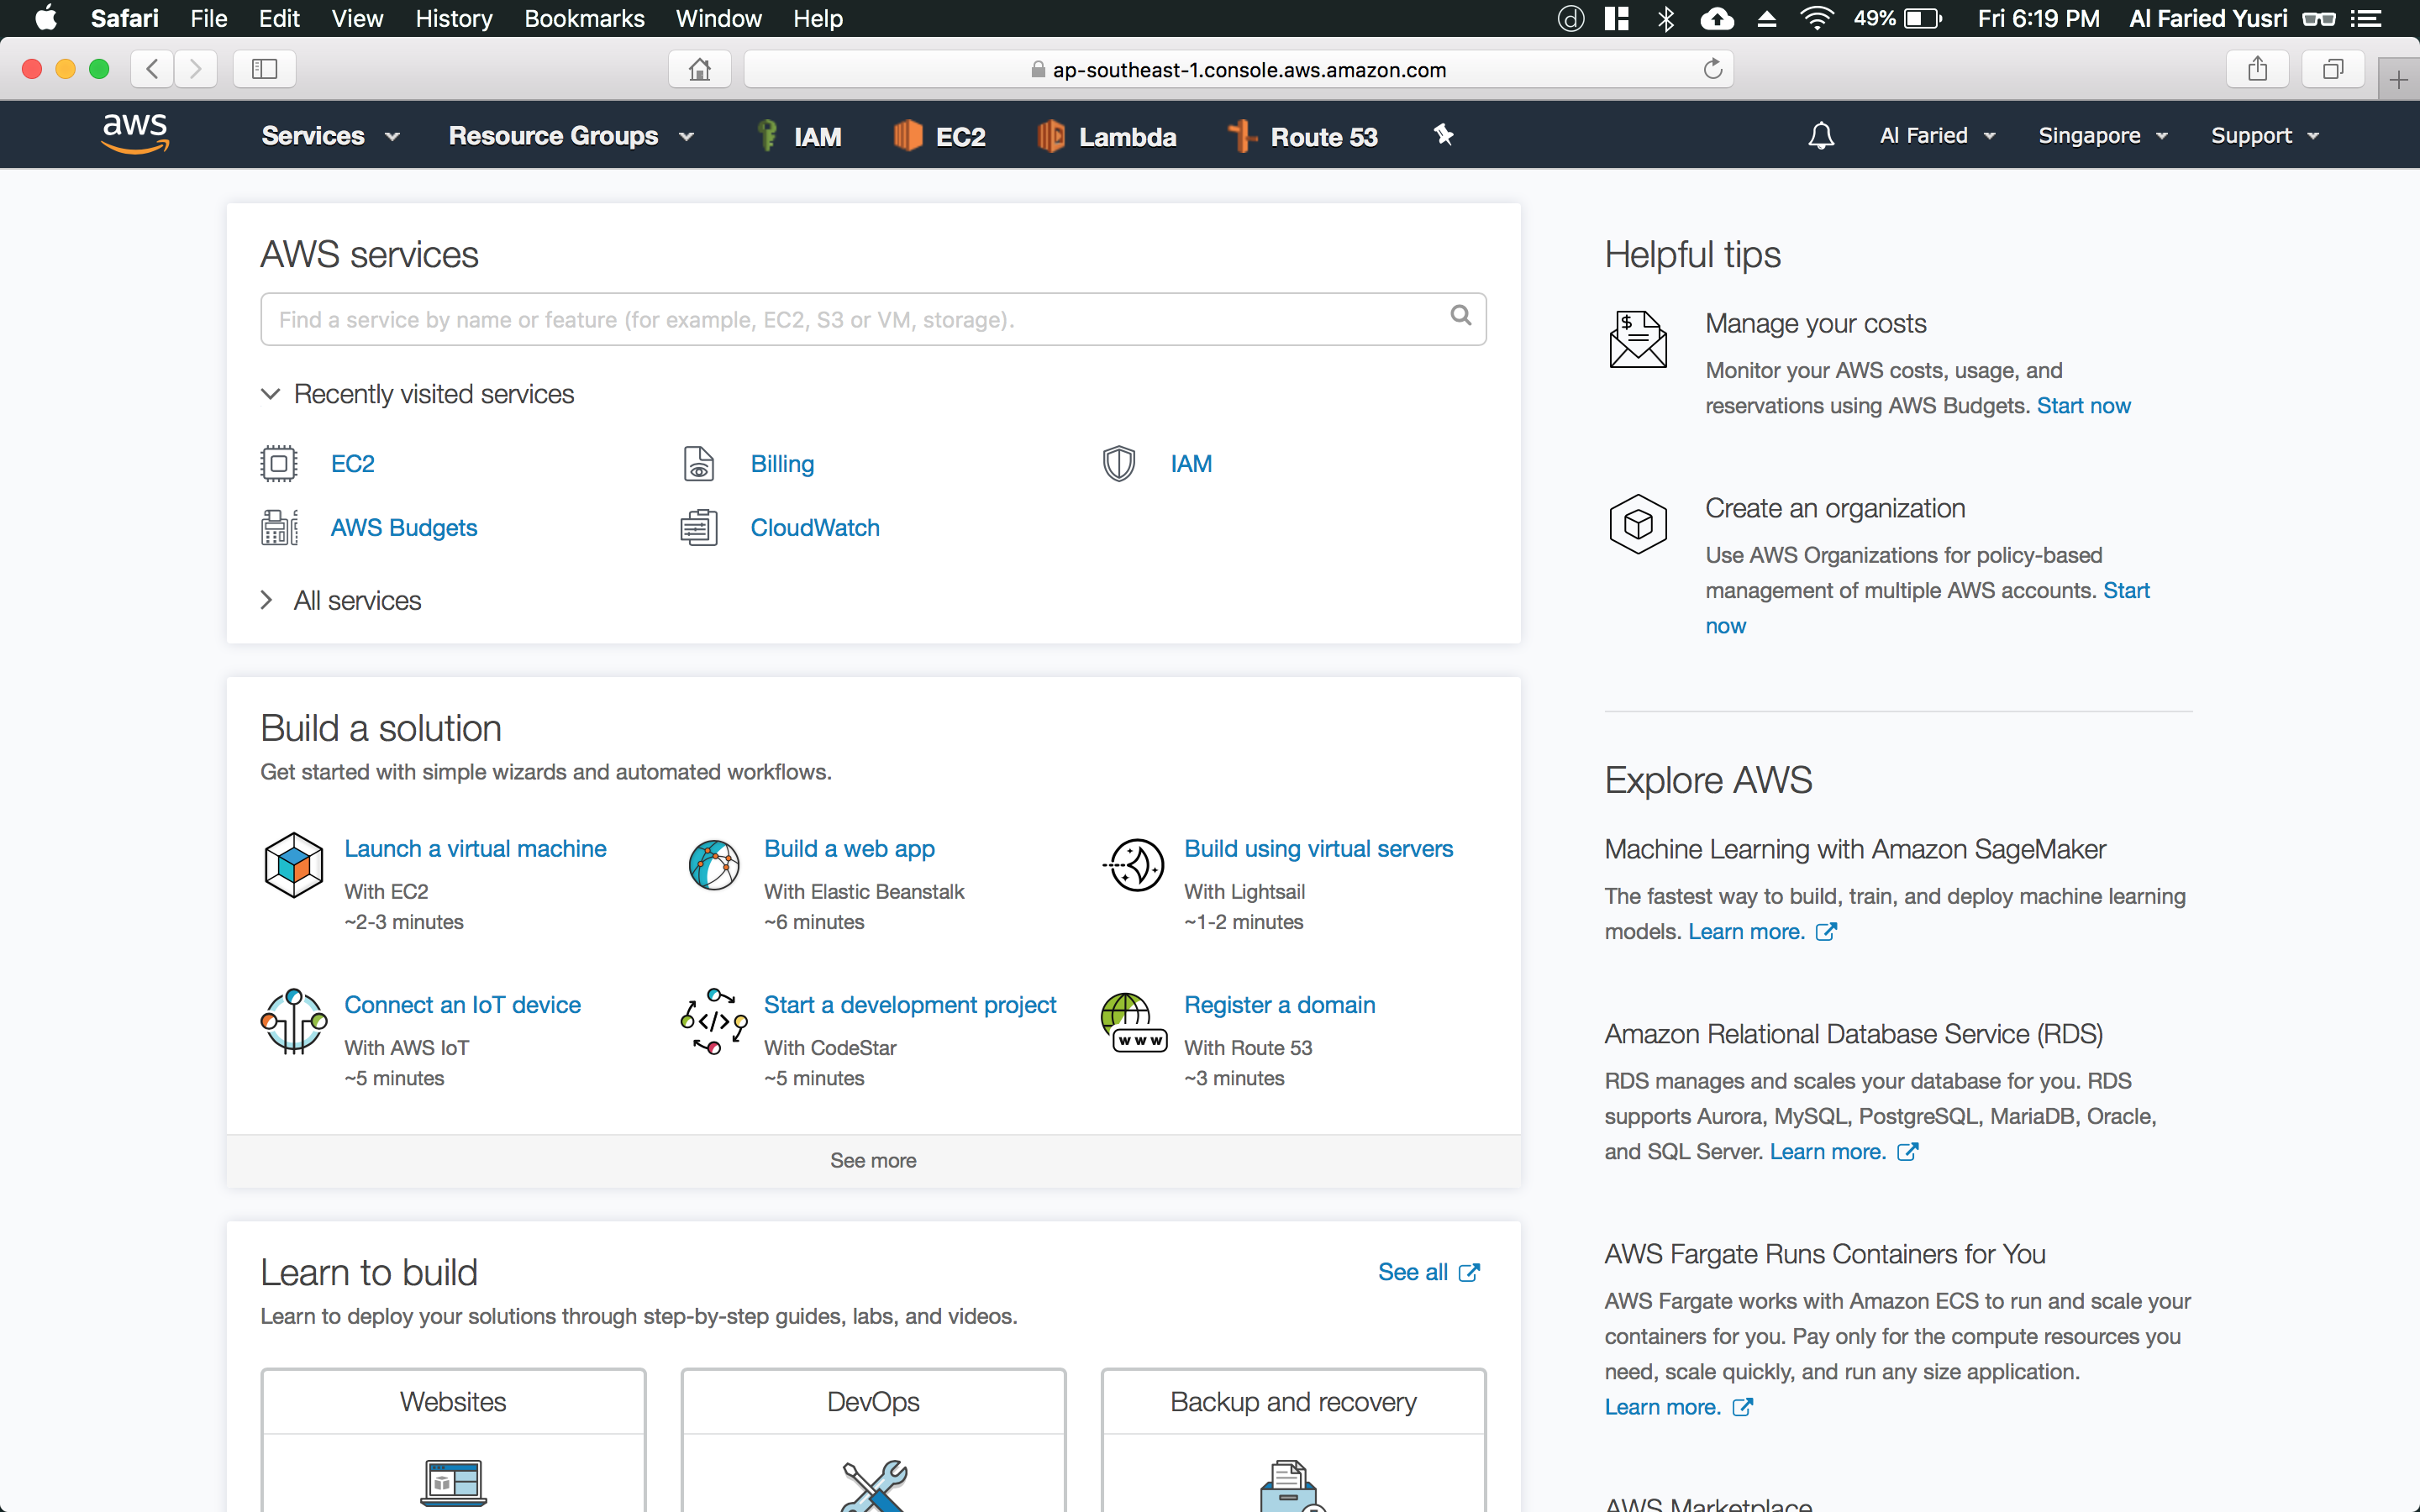 Safari File Edit View History Bookmarks Window Help
49% Fri 6:19 PM Al Faried Yusri
ap-southeast-1.console.aws.amazon.com
aws Services Resource Groups IAM EC2 Lambda Route 53 Al Faried Singapore Support
AWS services
Find a service by name or feature (for example, EC2, S3 or VM, storage).
Recently visited services
EC2 Billing IAM
AWS Budgets CloudWatch
All services
Build a solution
Get started with simple wizards and automated workflows.
Launch a virtual machine
With EC2
~2-3 minutes
Build a web app
With Elastic Beanstalk
~6 minutes
Build using virtual servers
With Lightsail
~1-2 minutes
Connect an IoT device
With AWS IoT
~5 minutes
Start a development project
With CodeStar
~5 minutes
www
Register a domain
With Route 53
~3 minutes
See more
Learn to build
See all
Learn to deploy your solutions through step-by-step guides, labs, and videos.
Websites
DevOps
Backup and recovery
Helpful tips
$
Manage your costs
Monitor your AWS costs, usage, and
reservations using AWS Budgets. Start now
Create an organization
Use AWS Organizations for policy-based
management of multiple AWS accounts. Start
now
Explore AWS
Machine Learning with Amazon SageMaker
The fastest way to build, train, and deploy machine learning
models. Learn more.
Amazon Relational Database Service (RDS)
RDS manages and scales your database for you. RDS
supports Aurora, MySQL, PostgreSQL, MariaDB, Oracle,
and SQL Server. Learn more.
AWS Fargate Runs Containers for You
AWS Fargate works with Amazon ECS to run and scale your
containers for you. Pay only for the compute resources you
need, scale quickly, and run any size application.
Learn more.
AWS Marketplace